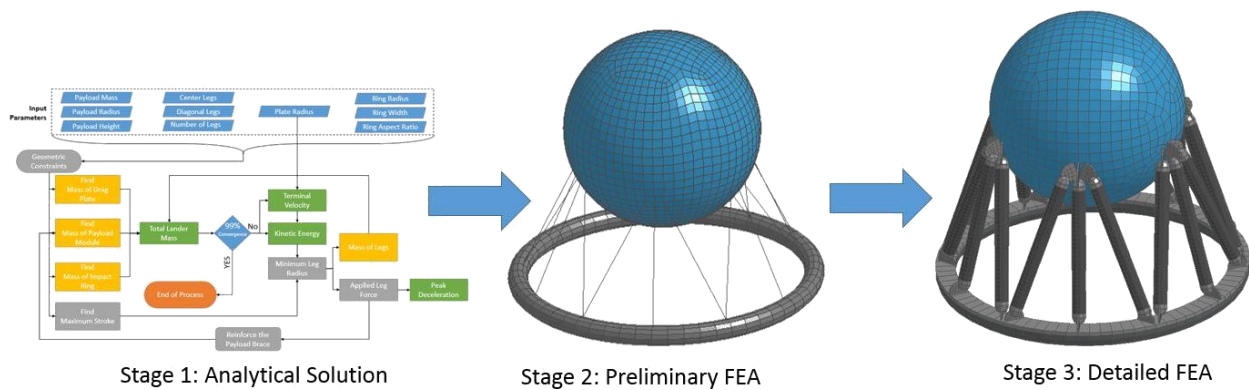 Payload Mass
Center Legs
Ring Radius
Input
Parameters
Payload Radius
Diagonal Legs
Plate Radius
Ring Width
Payload Height
Number of Legs
Ring Aspect Ratio
Geometric
Constraints
Find
Mass of Drag
Plate
Terminal
Velocity
Find
Mass of Payload
Module
Total Lander
Mass
99%
Convergence
No
Kinetic Energy
Mass of Legs
YES
Minimum Leg
Radius
Find
Mass of Impact
Ring
End of Process
Applied Leg
Force
Peak
Deceleration
Find
Maximum Stroke
Reinforce the
Payload Brace
Stage 1: Analytical Solution
Stage 2: Preliminary FEA
Stage 3: Detailed FEA